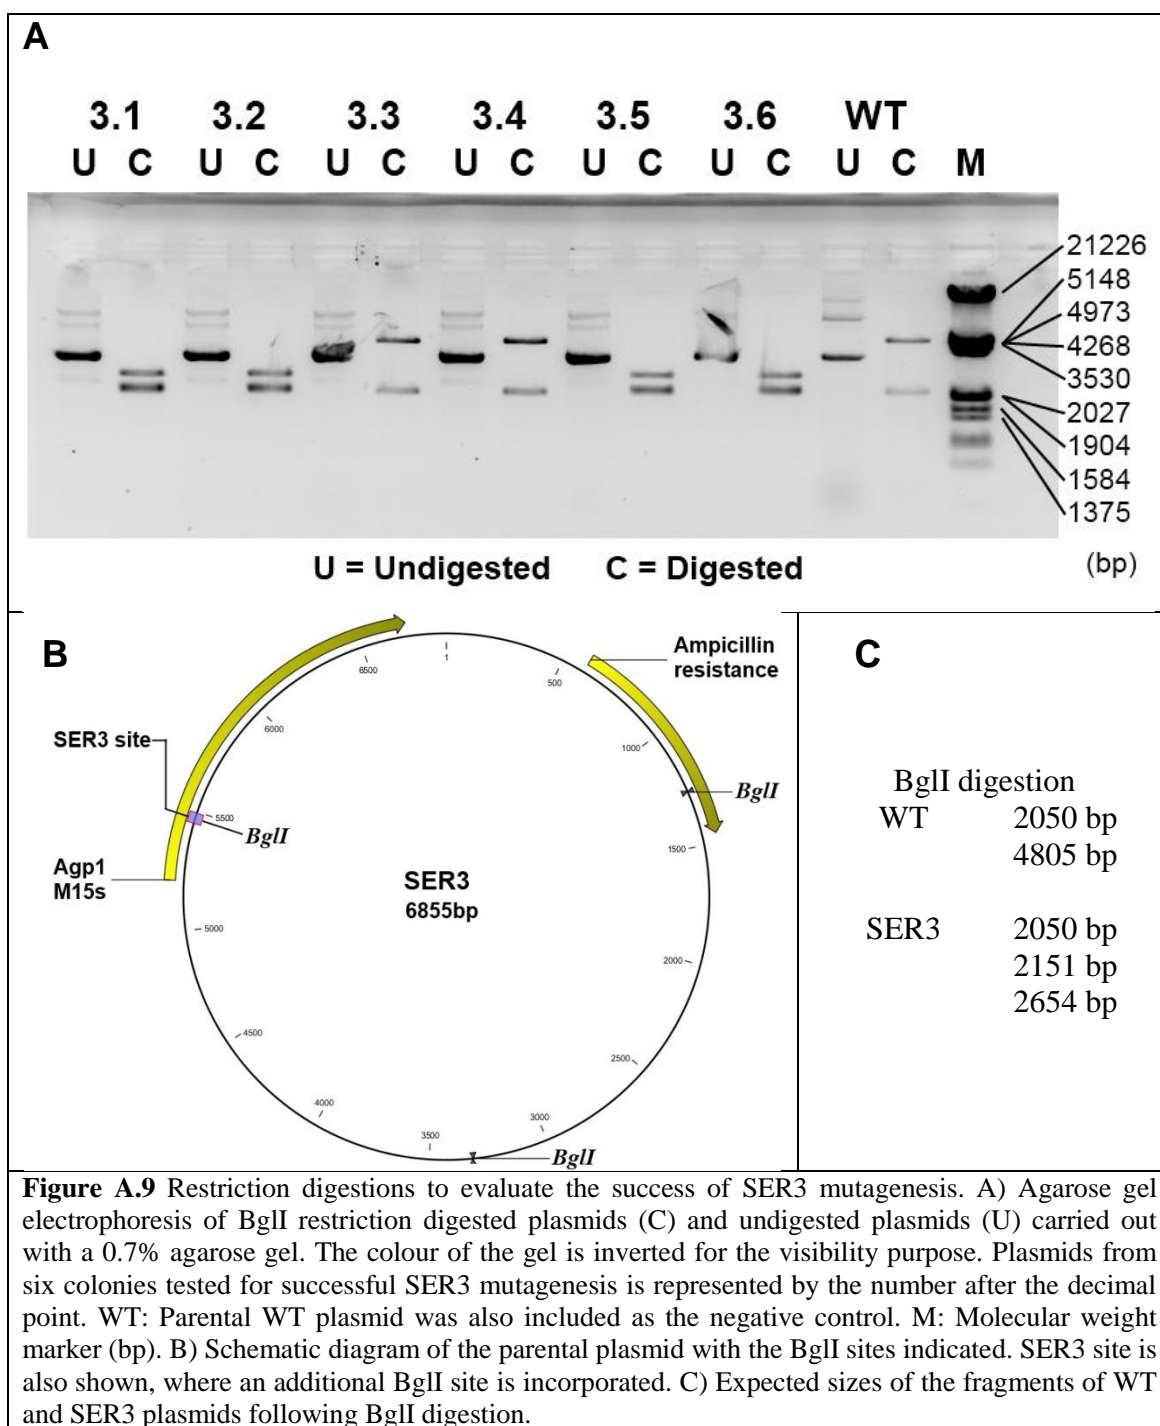 A
3.1 3.2 3.3 3.4 3.5 3.6 WT
U C U C U C U C U C U C U C M
21226
5148
4973
4268
3530
2027
1904
1584
1375
(bp)
U = Undigested C = Digested
B
Ampicillin
resistance
SER3 site
BglI
BglI
Agp1
M15s
SER3
6855bp
BglI
1
500
1000
1500
2000
2500
3000
3500
4000
4500
5000
5500
6000
6500
C
BglI digestion
WT 2050 bp
4805 bp
SER3 2050 bp
2151 bp
2654 bp
Figure A.9 Restriction digestions to evaluate the success of SER3 mutagenesis. A) Agarose gel
electrophoresis of BglI restriction digested plasmids (C) and undigested plasmids (U) carried out
with a 0.7% agarose gel. The colour of the gel is inverted for the visibility purpose. Plasmids from
six colonies tested for successful SER3 mutagenesis is represented by the number after the decimal
point. WT: Parental WT plasmid was also included as the negative control. M: Molecular weight
marker (bp). B) Schematic diagram of the parental plasmid with the BglI sites indicated. SER3 site is
also shown, where an additional BglI site is incorporated. C) Expected sizes of the fragments of WT
and SER3 plasmids following BglI digestion.